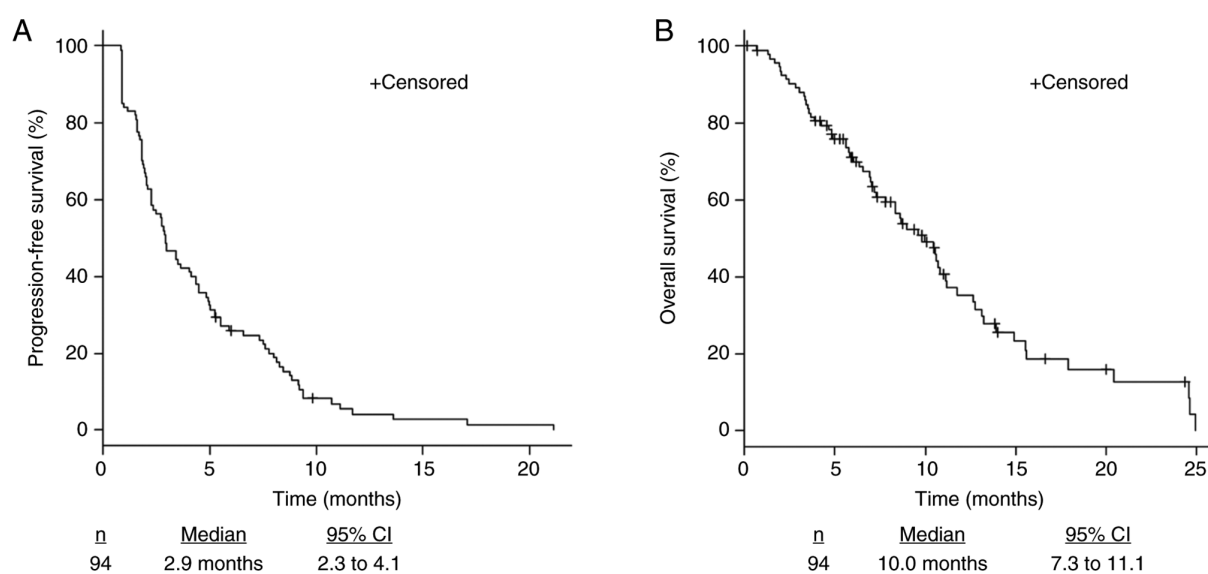 A
Progression-free survival (%)
100
80
60
40
20
0
+Censored
0 5 10 15 20
Time (months)
n Median 95% CI
94 2.9 months 2.3 to 4.1
B
Overall survival (%)
100
80
60
40
20
0
+Censored
0 5 10 15 20 25
Time (months)
n Median 95% CI
94 10.0 months 7.3 to 11.1